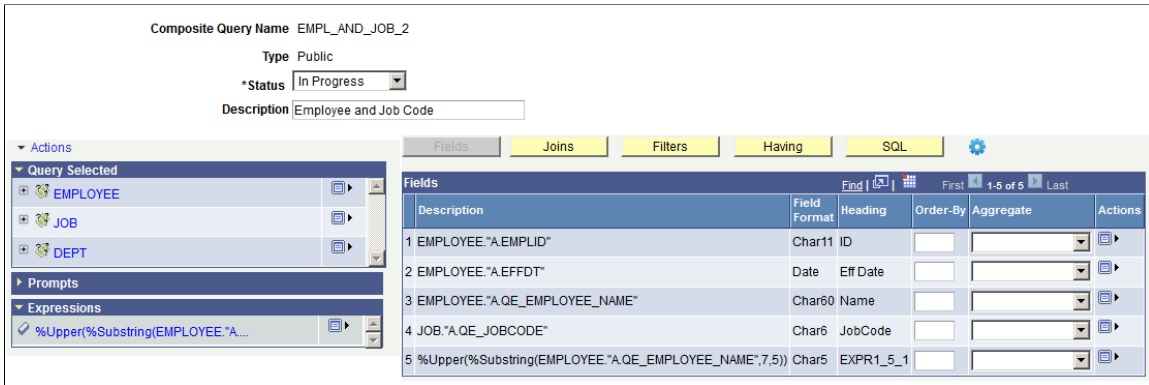 Composite Query Name EMPL_AND_JOB_2
Type Public
*Status In Progress
Description Employee and Job Code
Actions
Query Selected
EMPLOYEE
JOB
DEPT
Prompts
Expressions
%Upper(%Substring(EMPLOYEE."A....
Fields Joins Filters Having SQL
Fields Find | | First 1-5 of 5 Last
Description Field Format Heading Order-By Aggregate Actions
1 EMPLOYEE."A.EMPLID" Char11 ID
2 EMPLOYEE."A.EFFDT" Date Eff Date
3 EMPLOYEE."A.QE_EMPLOYEE_NAME" Char60 Name
4 JOB."A.QE_JOBCODE" Char6 JobCode
5 %Upper(%Substring(EMPLOYEE."A.QE_EMPLOYEE_NAME",7,5)) Char5 EXPR1_5_1